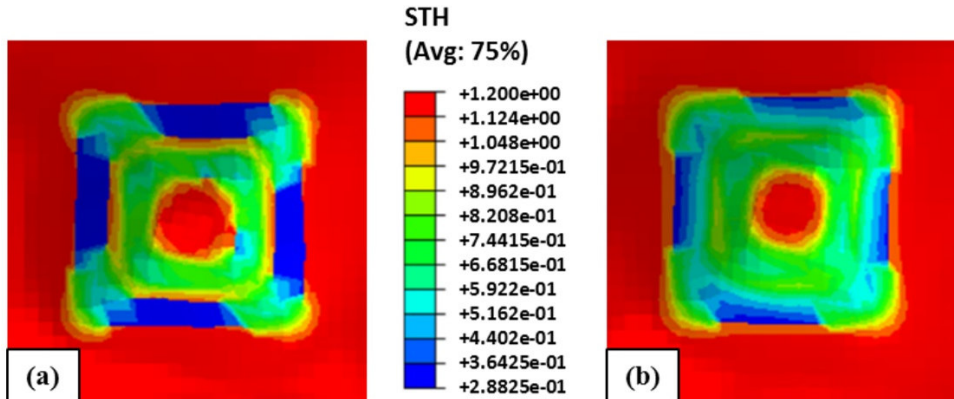 STH
(Avg: 75%)
+1.200e+00
+1.124e+00
+1.048e+00
+9.7215e-01
+8.962e-01
+8.208e-01
+7.4415e-01
+6.6815e-01
+5.922e-01
+5.162e-01
+4.402e-01
+3.6425e-01
+2.8825e-01
(a)
(b)